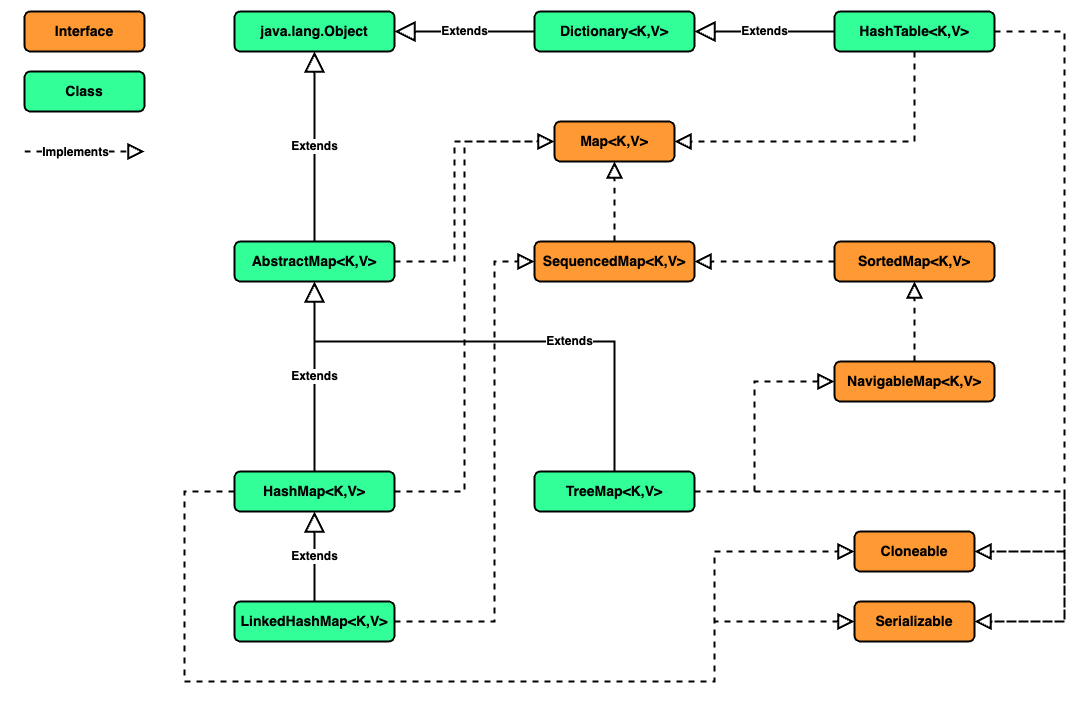 Interface
java.lang.Object
Extends
Dictionary<K,V>
Extends
HashTable<K,V>
Class
Implements
Extends
Map<K,V>
AbstractMap<K,V>
SequencedMap<K,V>
SortedMap<K,V>
Extends
Extends
NavigableMap<K,V>
HashMap<K,V>
TreeMap<K,V>
Extends
Cloneable
LinkedHashMap<K,V>
Serializable